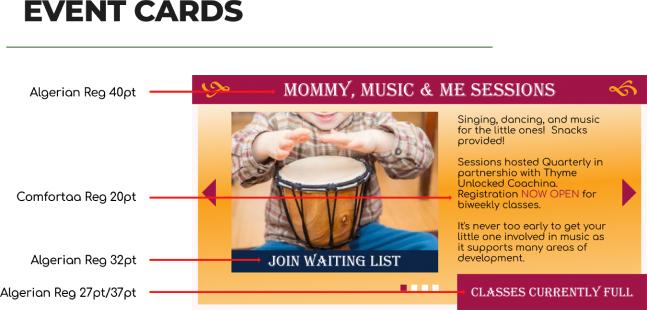 EVENT CARDS
Algerian Reg 40pt
MOMMY, MUSIC & ME SESSIONS
Singing, dancing, and music
for the little ones! Snacks
provided!
Comfortaa Reg 20pt
Sessions hosted Quarterly in
partnership with Thyme
Unlocked Coaching.
Registration NOW OPEN for
biweekly classes.
It's never too early to get your
little one involved in music as
it supports many areas of
development.
Algerian Reg 32pt
JOIN WAITING LIST
Algerian Reg 27pt/37pt
CLASSES CURRENTLY FULL